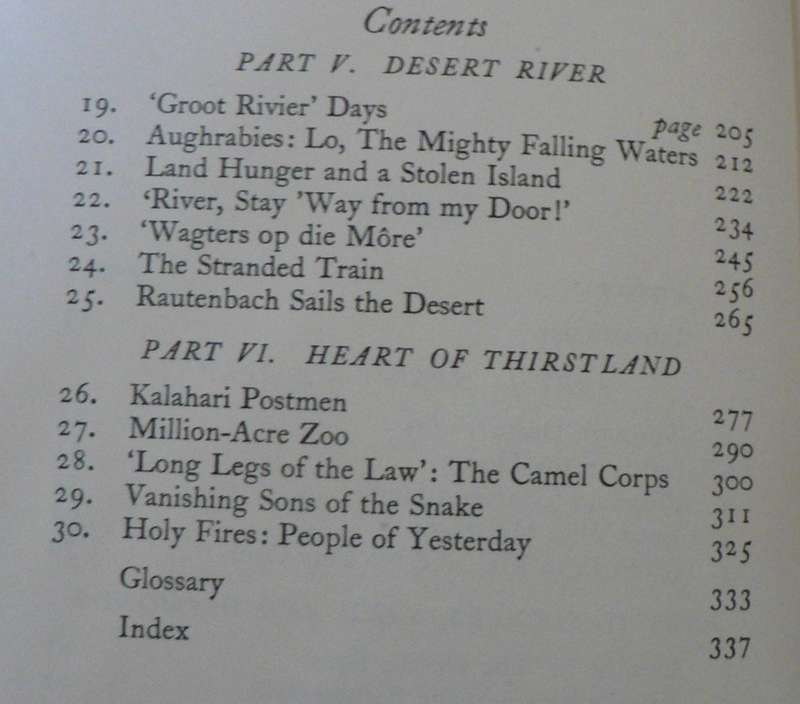 Contents
PART V. DESERT RIVER
19. ‘Groot Rivier’ Days page 205
20. Aughrabies: Lo, The Mighty Falling Waters 212
21. Land Hunger and a Stolen Island 222
22. ‘River, Stay ’Way from my Door!’ 234
23. ‘Wagters op die Môre’ 245
24. The Stranded Train 256
25. Rautenbach Sails the Desert 265
PART VI. HEART OF THIRSTLAND
26. Kalahari Postmen 277
27. Million-Acre Zoo 290
28. ‘Long Legs of the Law’: The Camel Corps 300
29. Vanishing Sons of the Snake 311
30. Holy Fires: People of Yesterday 325
Glossary 333
Index 337